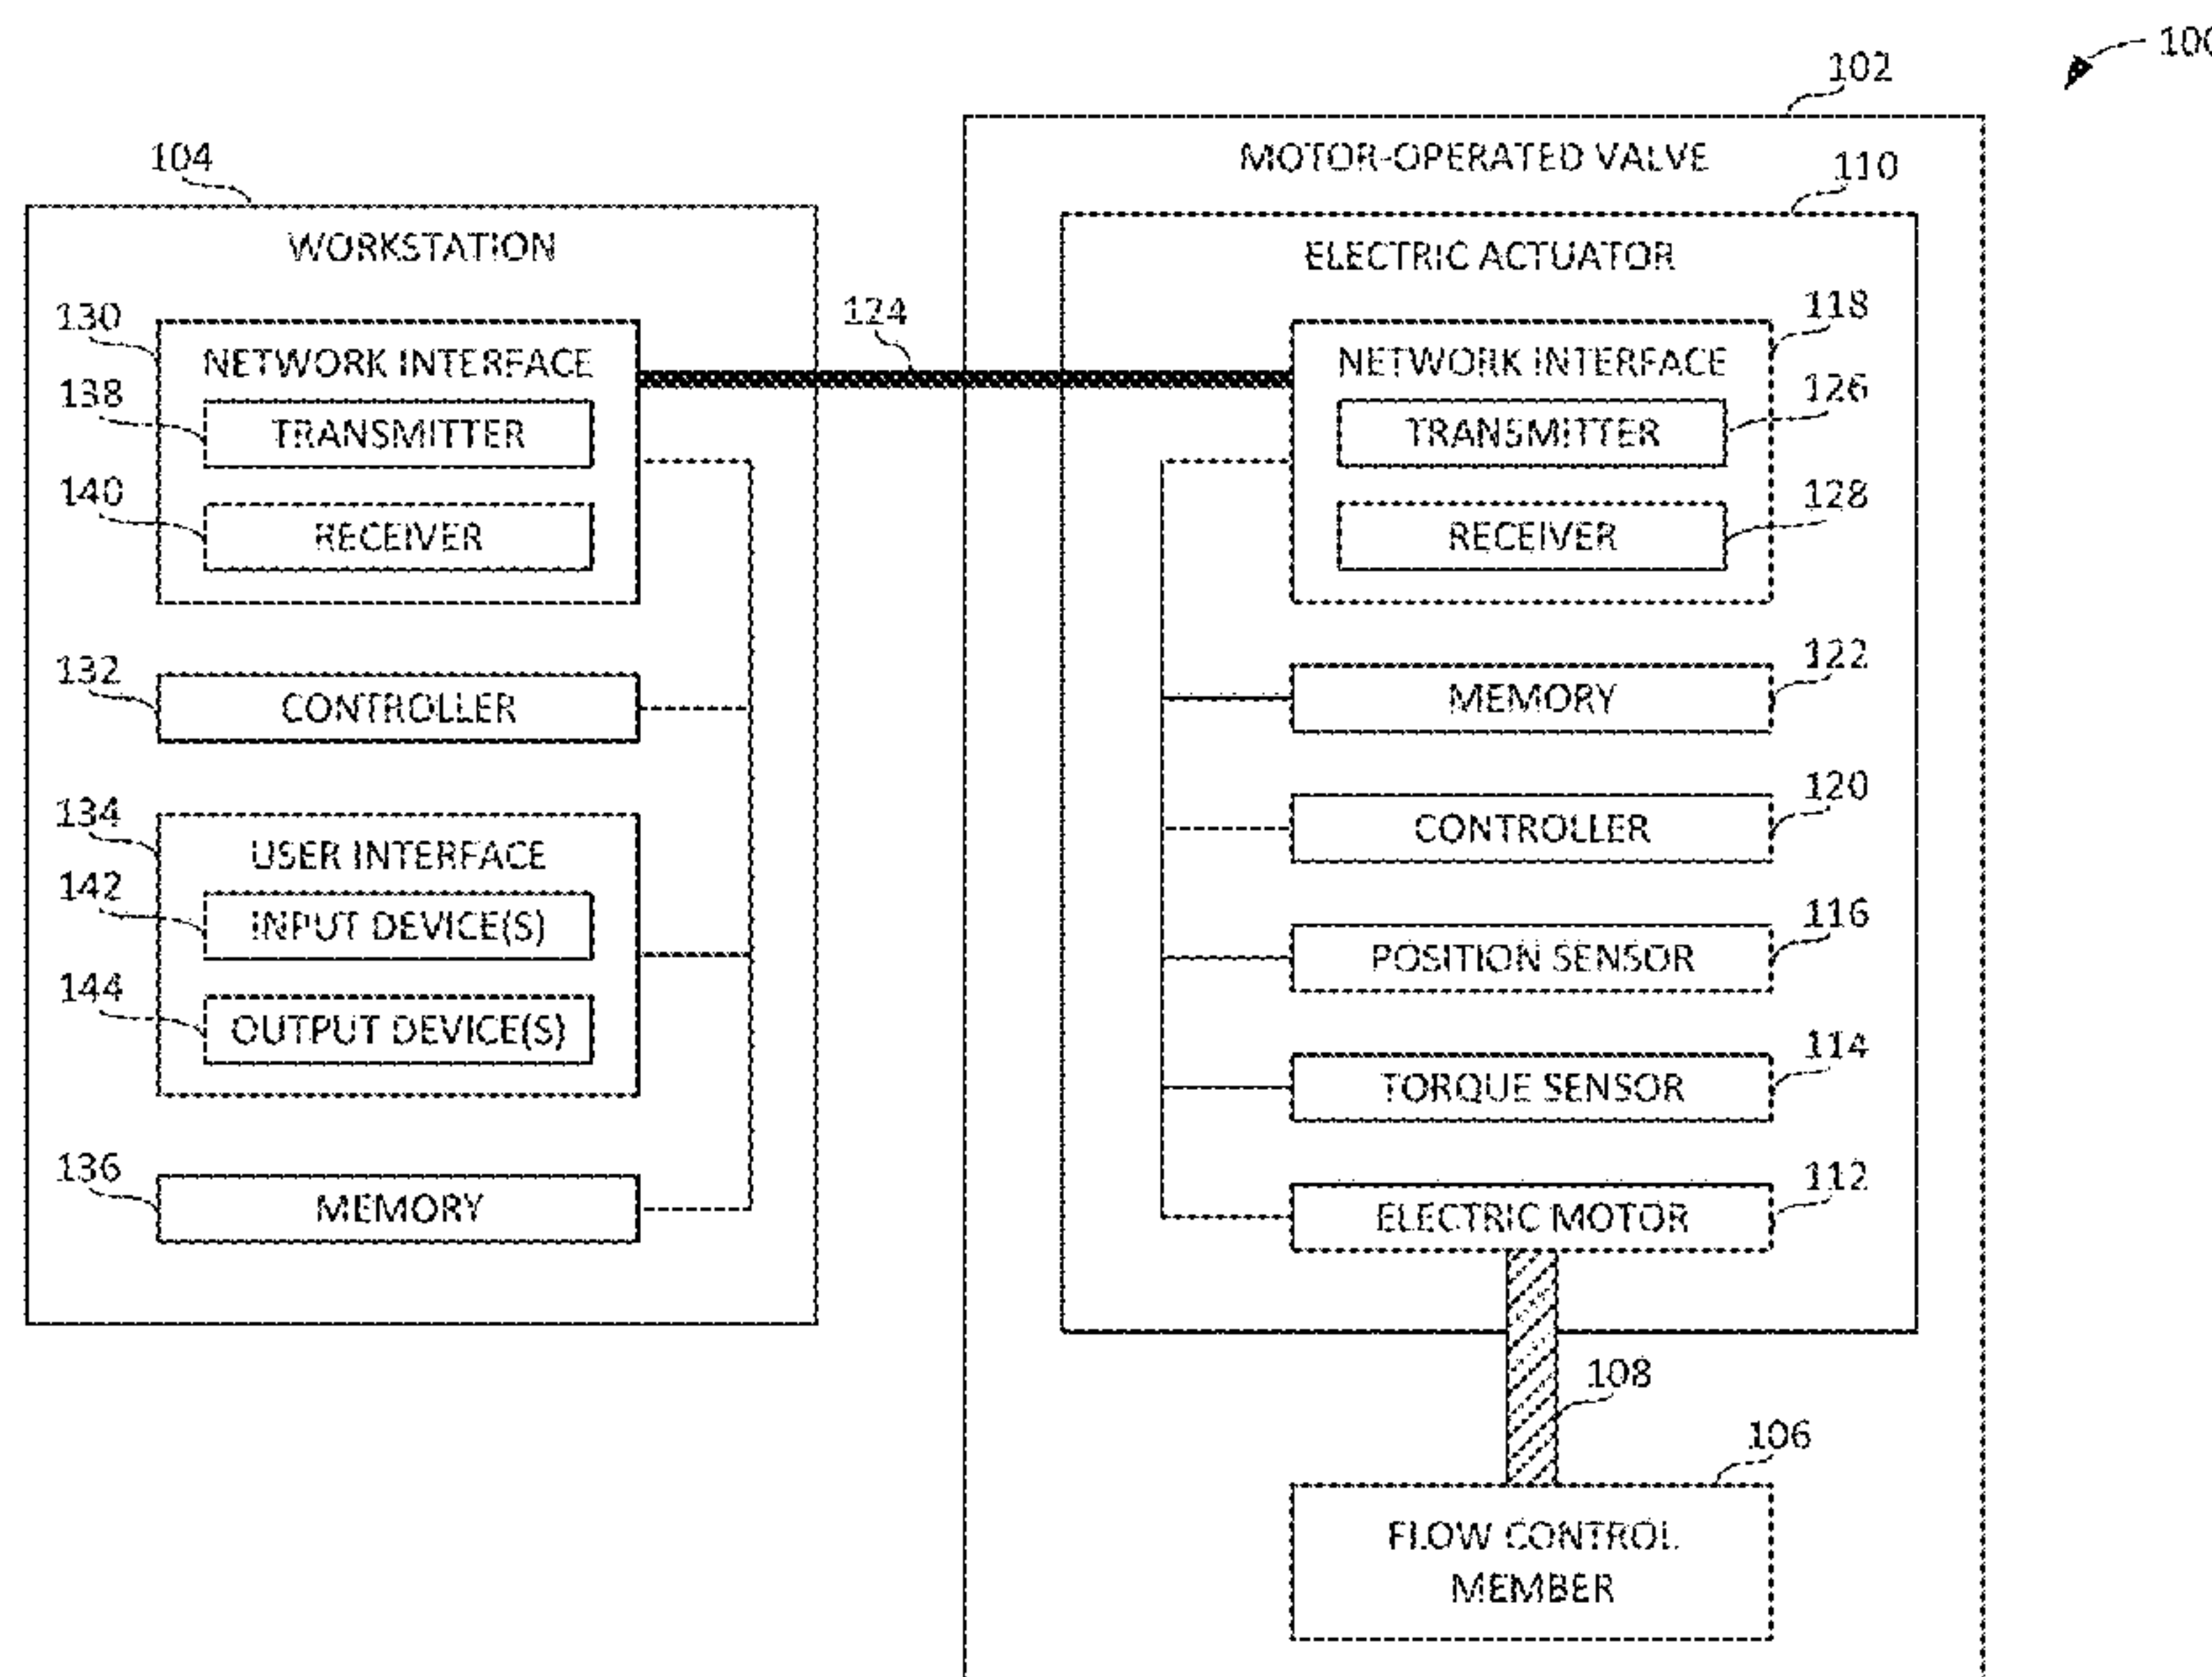 100
102
MOTOR-OPERATED VALVE
110
ELECTRIC ACTUATOR
104
WORKSTATION
130
NETWORK INTERFACE
138
TRANSMITTER
140
RECEIVER
132
CONTROLLER
134
USER INTERFACE
142
INPUT DEVICE(S)
144
OUTPUT DEVICE(S)
136
MEMORY
124
118
NETWORK INTERFACE
126
TRANSMITTER
128
RECEIVER
122
MEMORY
120
CONTROLLER
116
POSITION SENSOR
114
TORQUE SENSOR
112
ELECTRIC MOTOR
108
106
FLOW CONTROL
MEMBER